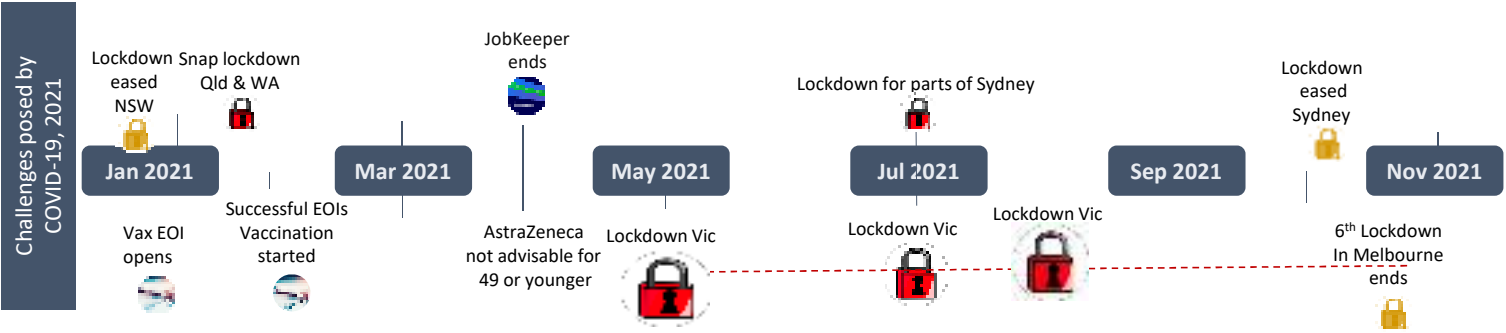 Challenges posed by
COVID-19, 2021
Lockdown
eased
NSW
Snap lockdown
Qld & WA
JobKeeper
ends
Lockdown for parts of Sydney
Lockdown
eased
Sydney
Jan 2021
Mar 2021
May 2021
Jul 2021
Sep 2021
Nov 2021
Vax EOI
opens
Successful EOIs
Vaccination
started
AstraZeneca
not advisable for
49 or younger
Lockdown Vic
Lockdown Vic
Lockdown Vic
6th Lockdown
In Melbourne
ends